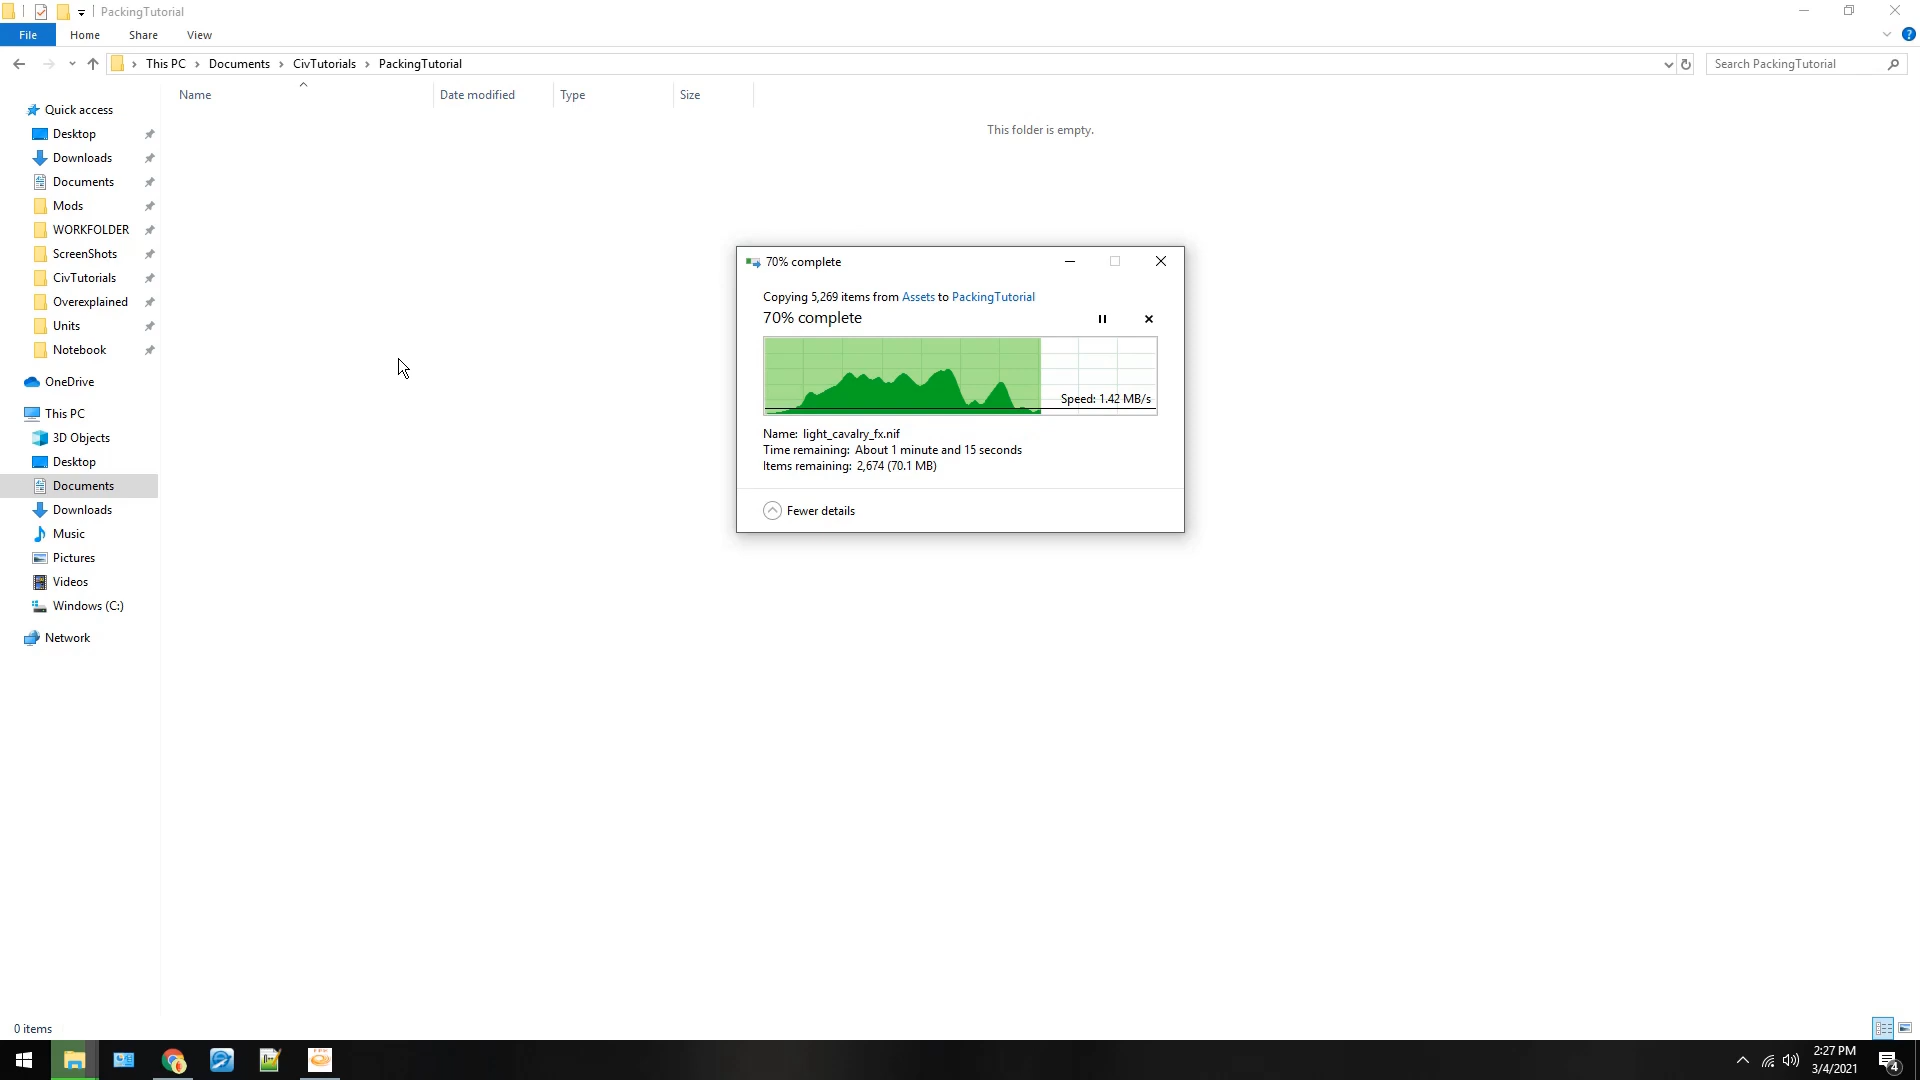 PackingTutorial
File Home Share View
This PC Documents CivTutorials PackingTutorial
Search PackingTutorial
Name Date modified Type Size
This folder is empty.
Quick access
Desktop
Downloads
Documents
Mods
WORKFOLDER
ScreenShots
CivTutorials
Overexplained
Units
Notebook
OneDrive
This PC
3D Objects
Desktop
Documents
Downloads
Music
Pictures
Videos
Windows (C:)
Network
70% complete
Copying 5,269 items from Assets to PackingTutorial
70% complete
Speed: 1.42 MB/s
Name: light_cavalry_fx.nif
Time remaining: About 1 minute and 15 seconds
Items remaining: 2,674 (70.1 MB)
Fewer details
0 items
2:27 PM
3/4/2021
4